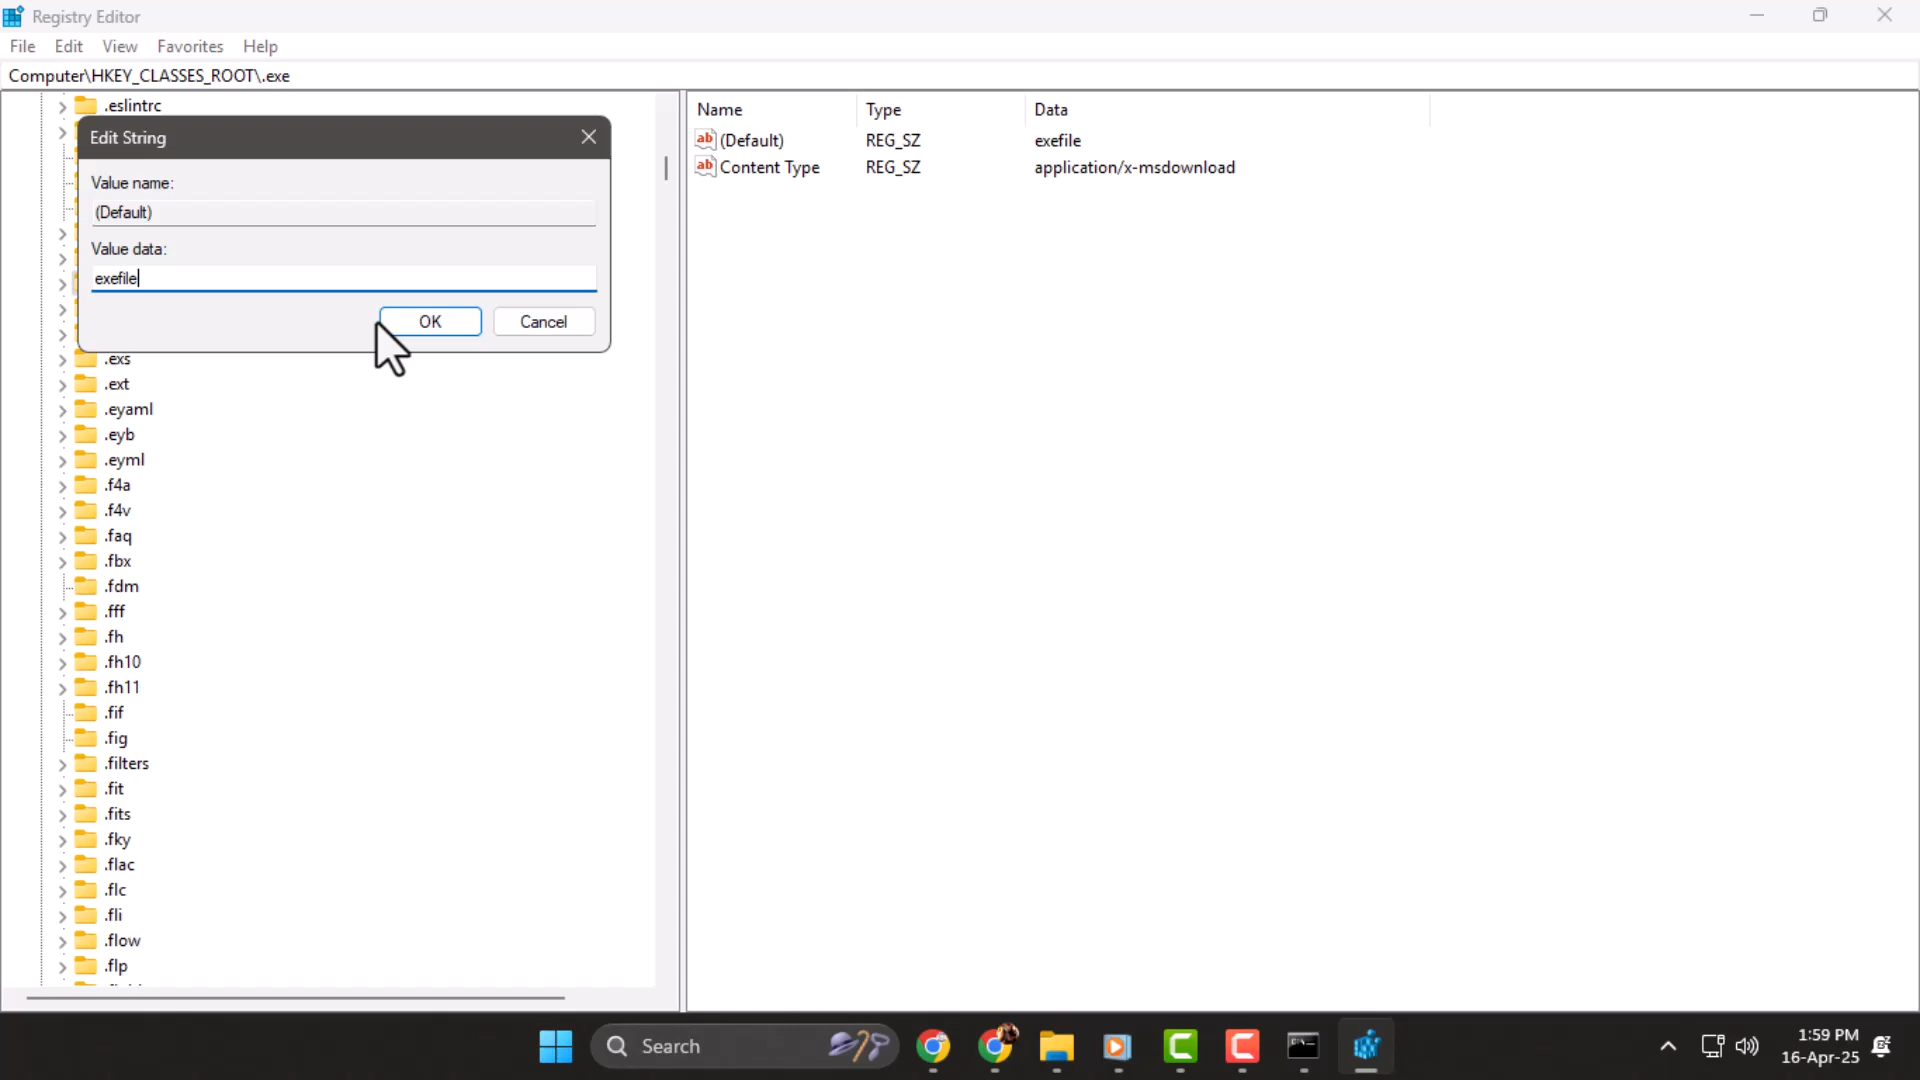 Registry Editor
File Edit View Favorites Help
Computer\HKEY_CLASSES_ROOT\.exe
.eslintrc
Edit String
Value name:
(Default)
Value data:
exefile
OK Cancel
.exs
.ext
.eyaml
.eyb
.eyml
.f4a
.f4v
.faq
.fbx
.fdm
.fff
.fh
.fh10
.fh11
.fif
.fig
.filters
.fit
.fits
.fky
.flac
.flc
.fli
.flow
.flp
Name Type Data
(Default) REG_SZ exefile
Content Type REG_SZ application/x-msdownload
Search
1:59 PM
16-Apr-25